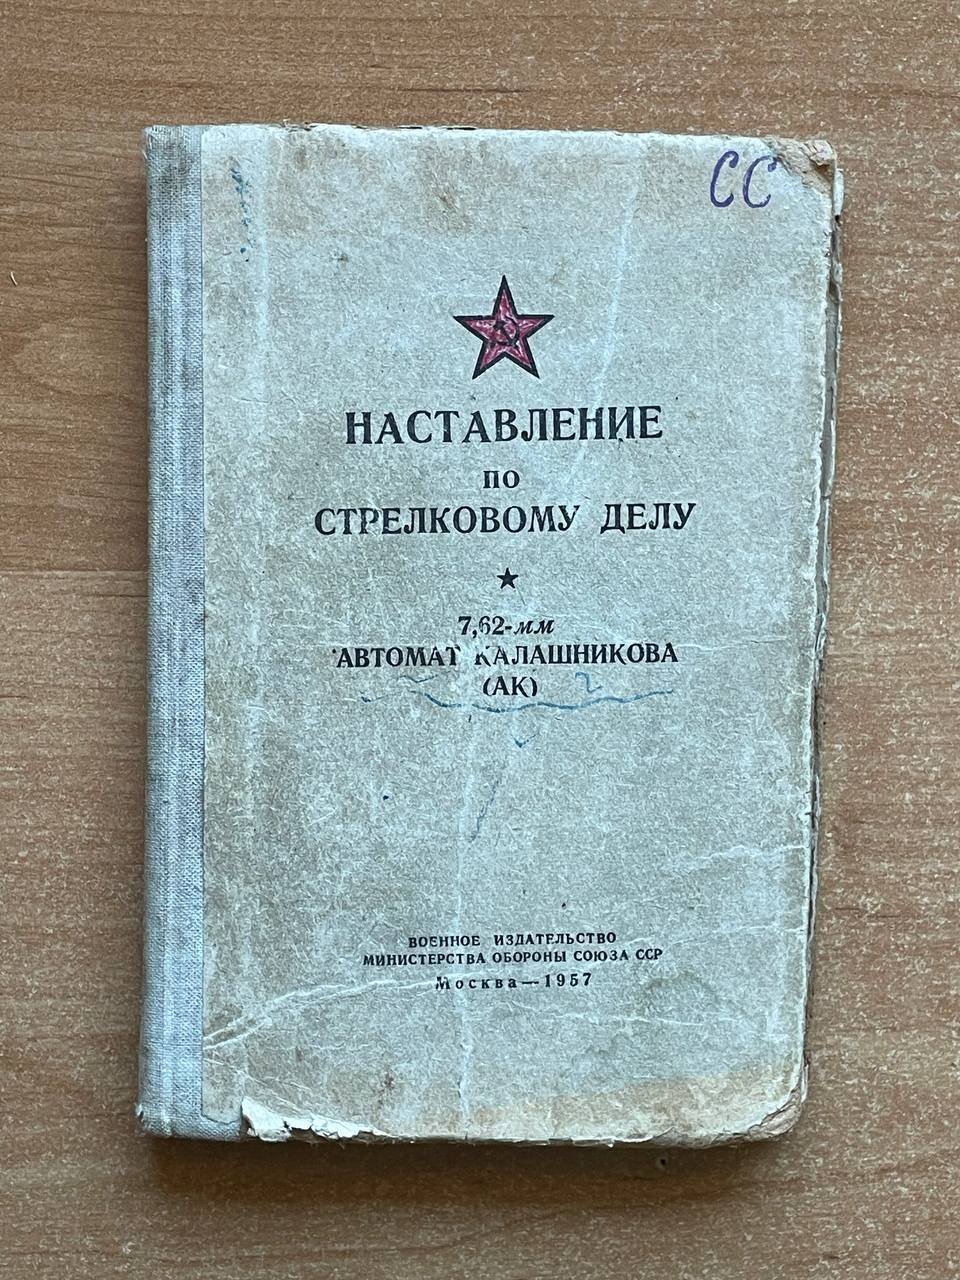 СС
НАСТАВЛЕНИЕ
ПО
СТРЕЛКОВОМУ ДЕЛУ
7,62-мм
АВТОМАТ КАЛАШНИКОВА
(АК)
ВОЕННОЕ ИЗДАТЕЛЬСТВО
МИНИСТЕРСТВА ОБОРОНЫ СОЮЗА ССР
Москва—1957